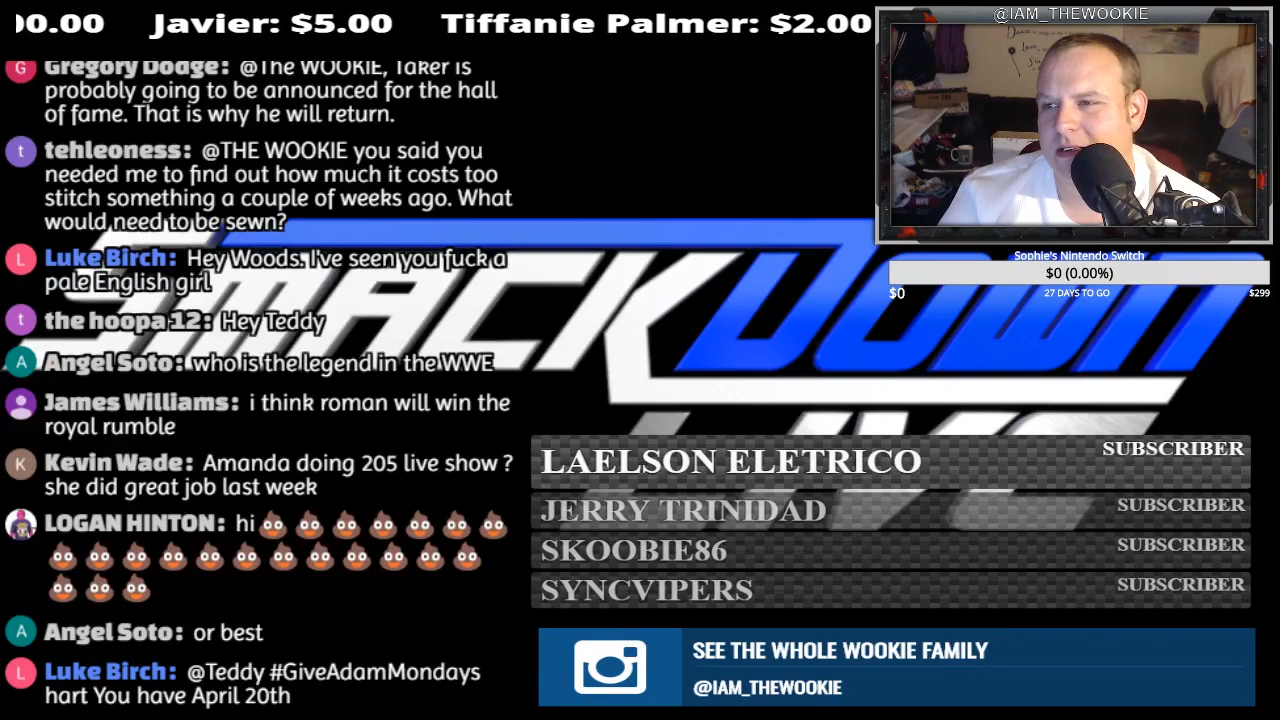 00.00 Javier: $5.00 Tiffanie Palmer: $2.00
@IAM_THEWOOKIE
Gregory Dodge: @The WOOKIE, Taker is
probably going to be announced for the hall
of fame. That is why he will return.
tehleoness: @THE WOOKIE you said you
needed me to find out how much it costs too
stitch something a couple of weeks ago. What
would need to be sewn?
Luke Birch: Hey Woods. I've seen you fuck a
pale English girl
the hoopa 12: Hey Teddy
Angel Soto: who is the legend in the WWE
James Williams: i think roman will win the
royal rumble
Kevin Wade: Amanda doing 205 live show ?
she did great job last week
LOGAN HINTON: hi💩💩💩💩💩💩💩
💩💩💩💩💩💩💩💩💩💩💩💩
💩💩💩
Angel Soto: or best
Luke Birch: @Teddy #GiveAdamMondays
hart You have April 20th
Sophie's Nintendo Switch
$0 (0.00%)
$0 27 DAYS TO GO $299
SMACKDOWN
LIVE
LAELSON ELETRICO SUBSCRIBER
JERRY TRINIDAD SUBSCRIBER
SKOOBIE86 SUBSCRIBER
SYNCVIPERS SUBSCRIBER
SEE THE WHOLE WOOKIE FAMILY
@IAM_THEWOOKIE